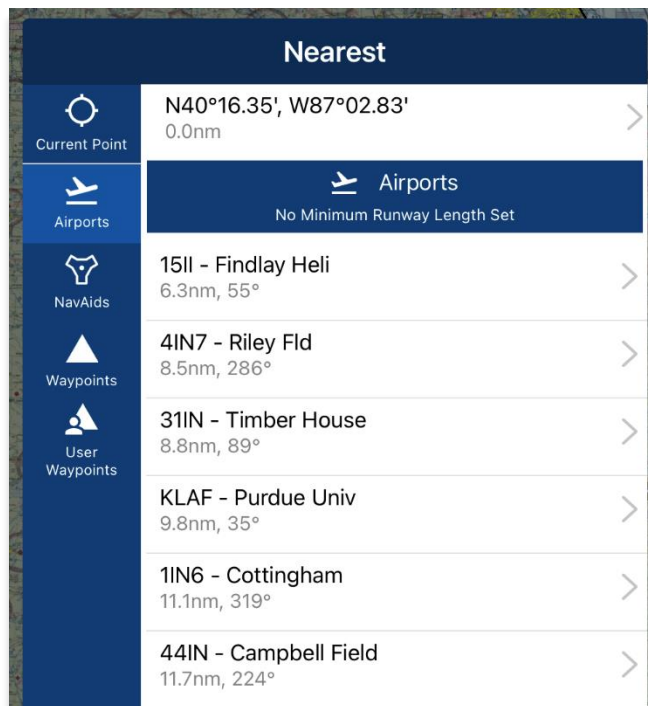 Nearest
Current Point
N40°16.35', W87°02.83'
0.0nm
Airports
Airports
No Minimum Runway Length Set
15II - Findlay Heli
6.3nm, 55°
NavAids
4IN7 - Riley Fld
8.5nm, 286°
Waypoints
31IN - Timber House
8.8nm, 89°
User
Waypoints
KLAF - Purdue Univ
9.8nm, 35°
1IN6 - Cottingham
11.1nm, 319°
44IN - Campbell Field
11.7nm, 224°